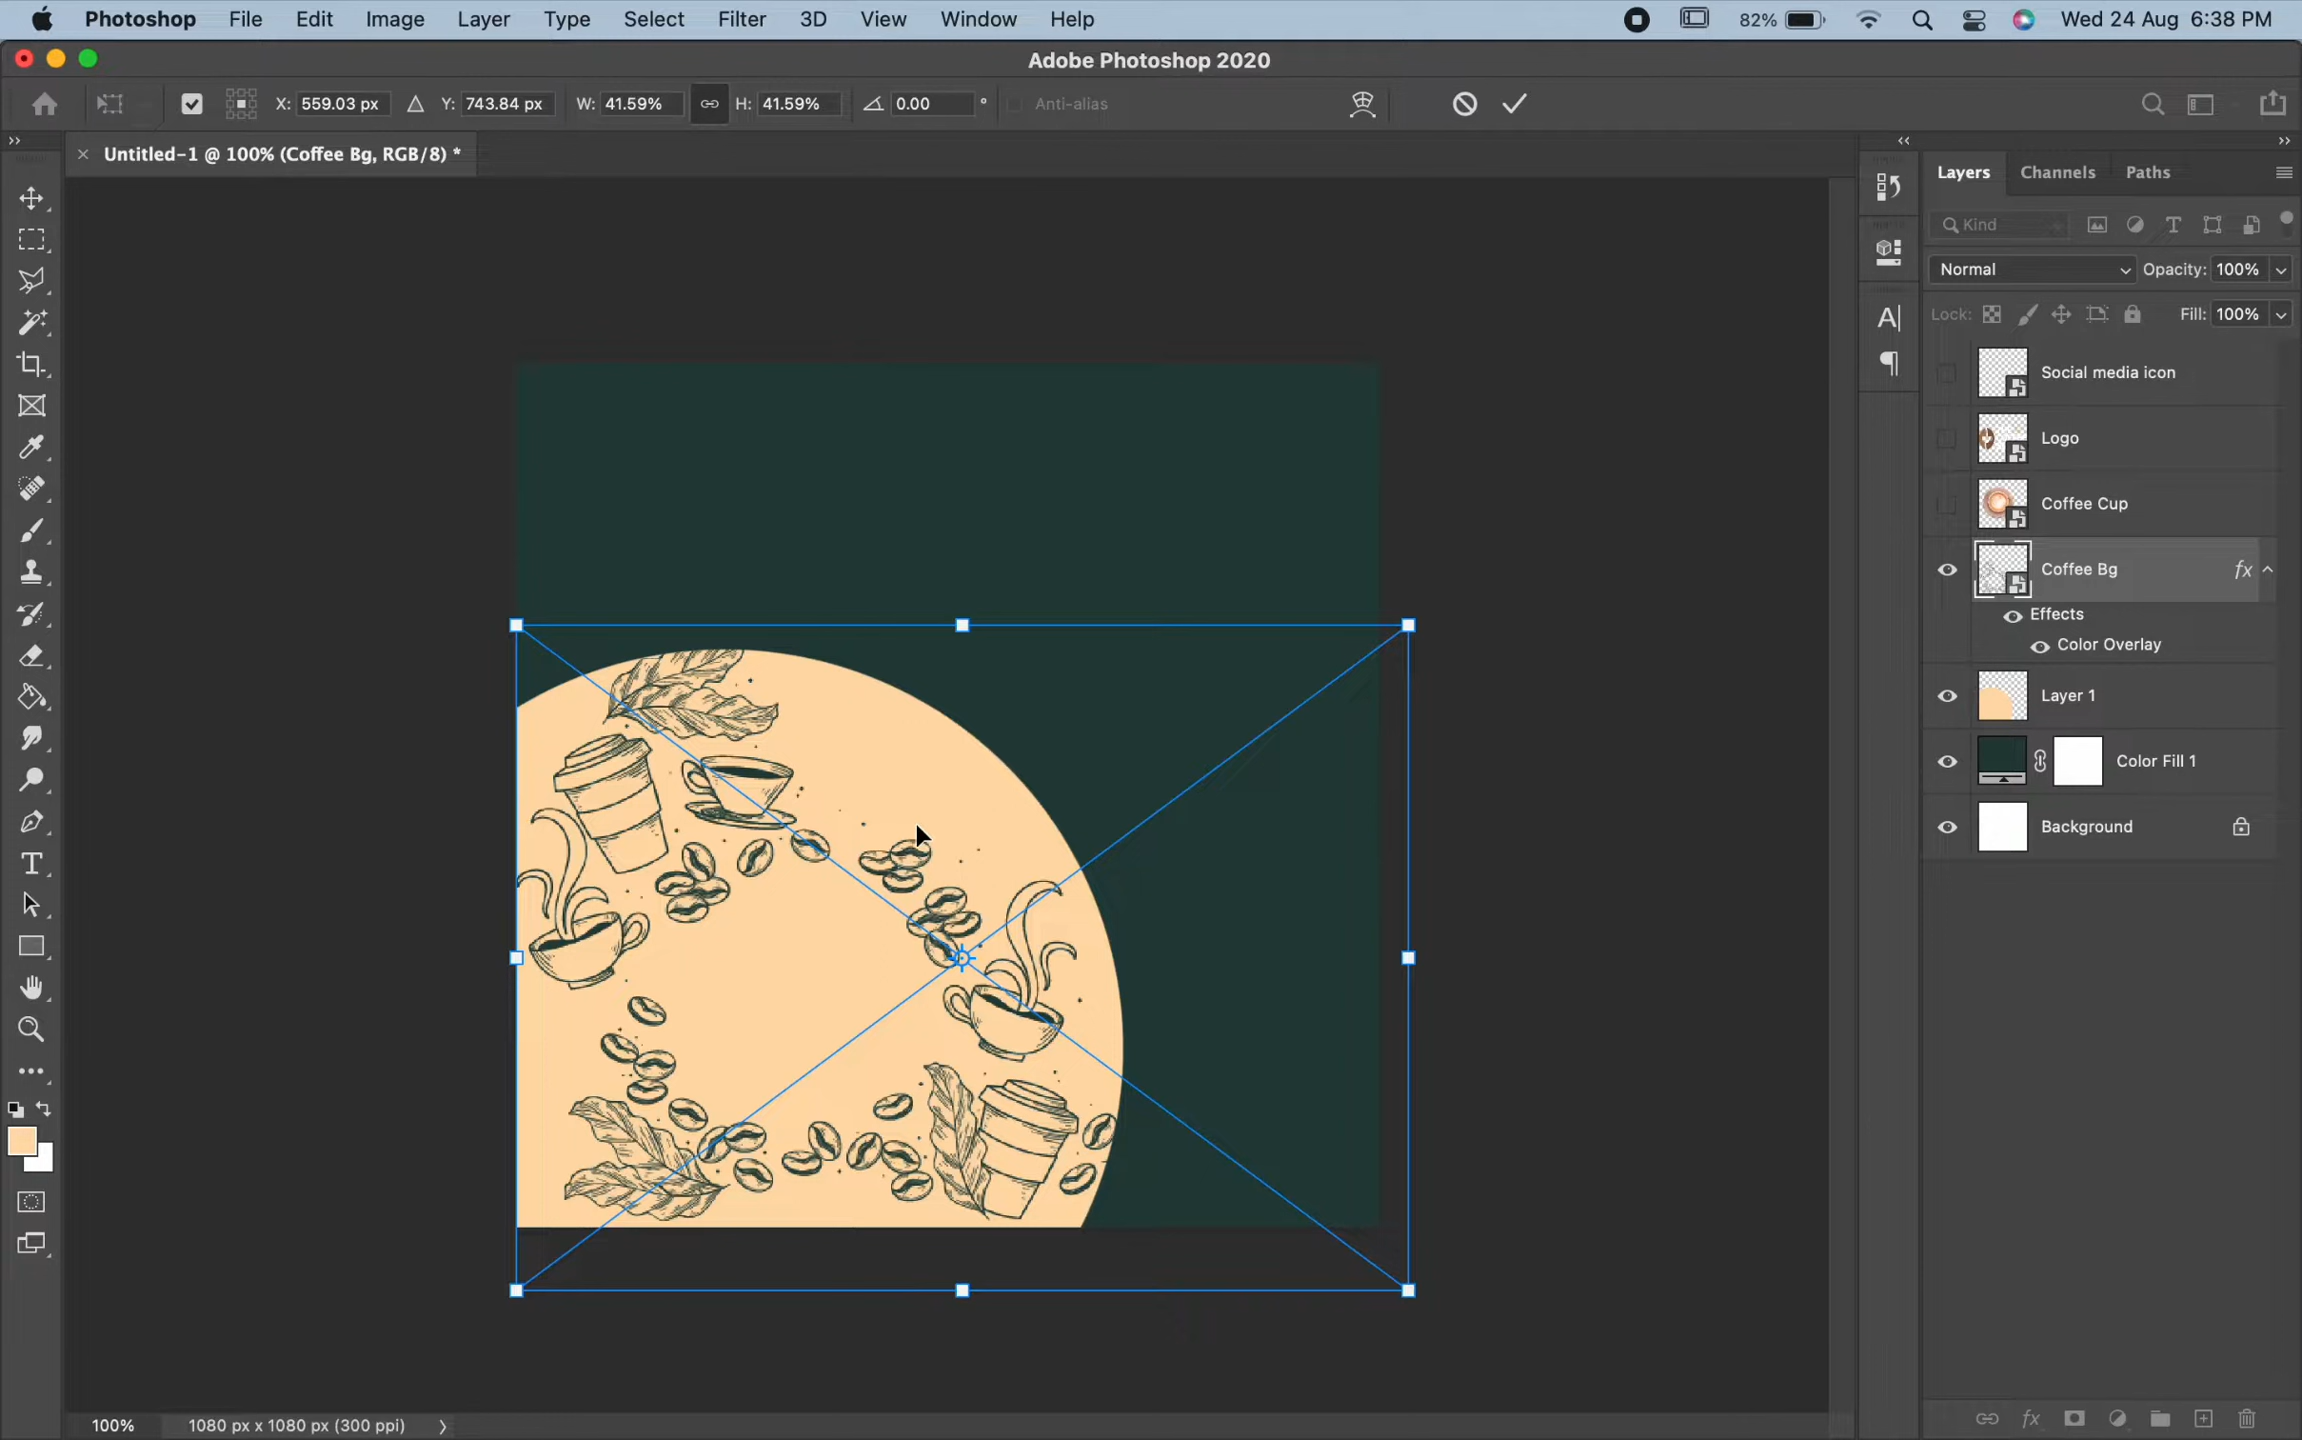 Photoshop File Edit Image Layer Type Select Filter 3D View Window Help 82% Wed 24 Aug 6:38 PM
Adobe Photoshop 2020
X: 559.03 px Y: 743.84 px W: 41.59% H: 41.59% 0.00 ° Anti-alias
Untitled-1 @ 100% (Coffee Bg, RGB/8) *
Layers Channels Paths
Kind
Normal Opacity: 100%
Lock: Fill: 100%
Social media icon
Logo
Coffee Cup
Coffee Bg fx
Effects
Color Overlay
Layer 1
Color Fill 1
Background
100% 1080 px x 1080 px (300 ppi)